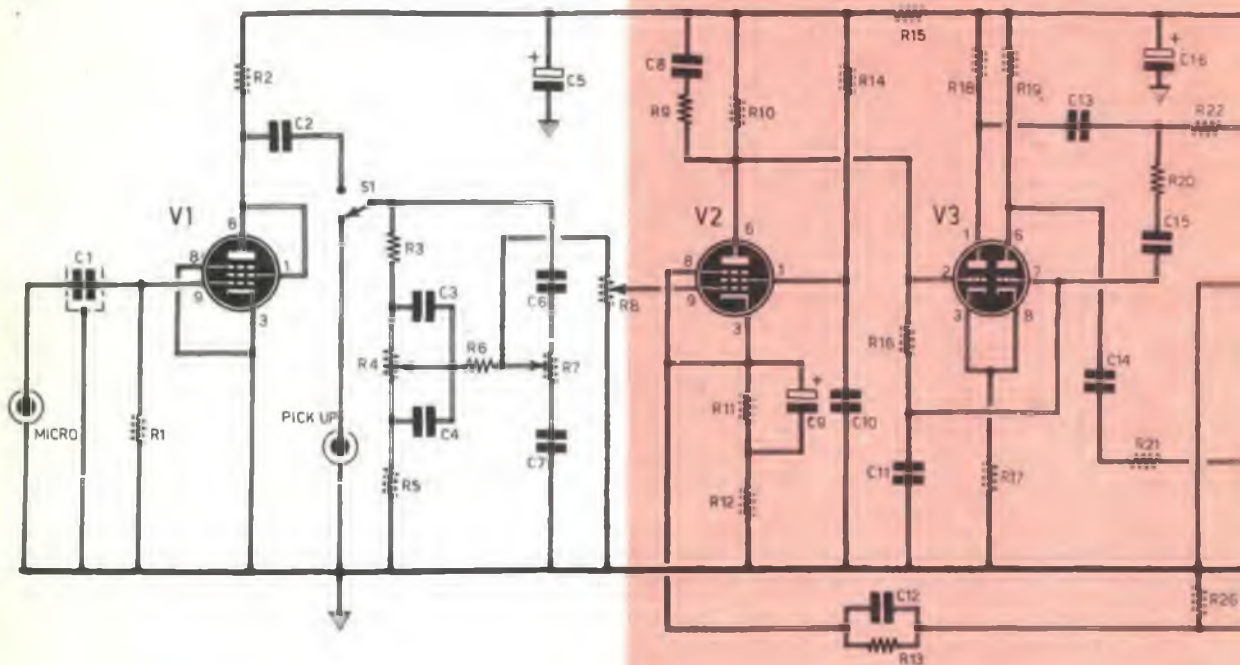 R15
R2
C5
+
C8
R14
R18
R19
+
C16
C2
R9
R10
C13
R22
S1
R20
V1
6
V2
6
V3
1
6
C15
C1
8
1
R3
8
1
2
7
9
C3
C6
R8
9
3
3
3
8
R16
R4
R6
R7
C14
R11
+
MICRO
R1
PICK UP
C4
C9
C10
C7
C11
R21
R5
R12
R17
C12
R26
R13